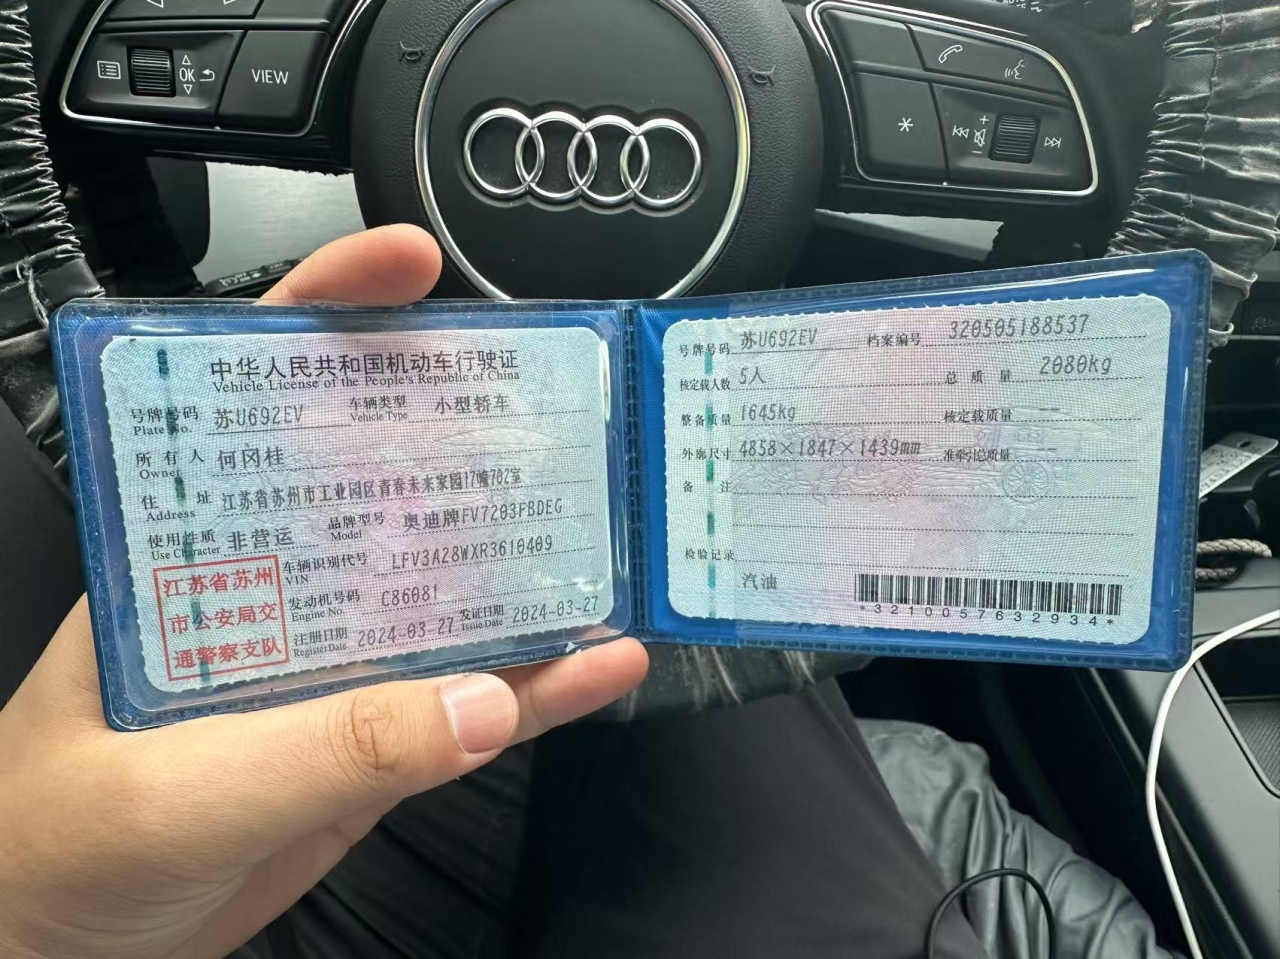 OK
VIEW
中华人民共和国机动车行驶证
Vehicle License of the People's Republic of China
号牌号码 苏U692EV 车辆类型 小型轿车
Plate No. Vehicle Type
所有人 何冈桂
Owner
住址 江苏省苏州市工业园区青春未来家园17幢702室
Address
使用性质 非营运 品牌型号 奥迪牌FV7203FBDEG
Use Character Model
车辆识别代号 LFV3A28WXR3610409
VIN
发动机号码 C86081
Engine No.
注册日期 2024-03-27 发证日期 2024-03-27
Register Date Issue Date
江苏省苏州
市公安局交
通警察支队
号牌号码 苏U692EV 档案编号 320505188537
核定载人数 5人 总质量 2080kg
整备质量 1645kg 核定载质量 --
外廓尺寸 4858×1847×1439mm 准牵引总质量 --
备注
检验记录
汽油
*3210057632934*